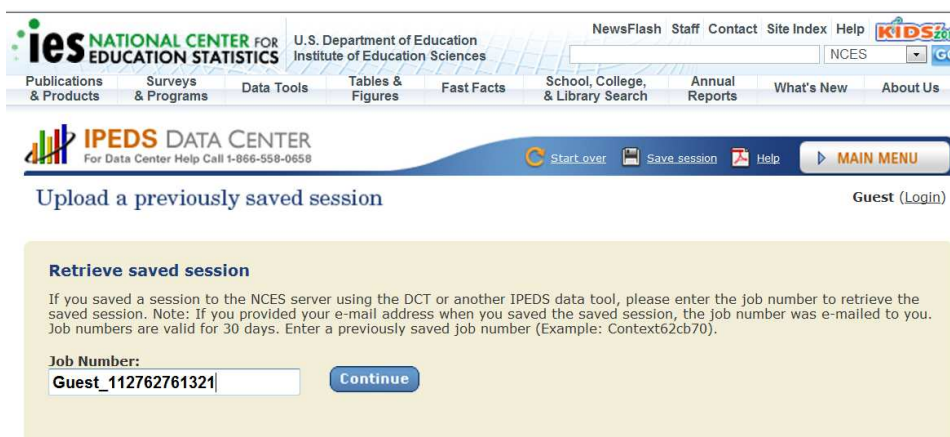 NewsFlash Staff Contact Site Index Help
ies NATIONAL CENTER FOR EDUCATION STATISTICS
U.S. Department of Education
Institute of Education Sciences
NCES
Publications & Products
Surveys & Programs
Data Tools
Tables & Figures
Fast Facts
School, College, & Library Search
Annual Reports
What's New
About Us
IPEDS DATA CENTER
For Data Center Help Call 1-866-558-0658
Start over Save session Help MAIN MENU
Upload a previously saved session
Guest (Login)
Retrieve saved session
If you saved a session to the NCES server using the DCT or another IPEDS data tool, please enter the job number to retrieve the
saved session. Note: If you provided your e-mail address when you saved the saved session, the job number was e-mailed to you.
Job numbers are valid for 30 days. Enter a previously saved job number (Example: Context62cb70).
Job Number:
Guest_112762761321
Continue